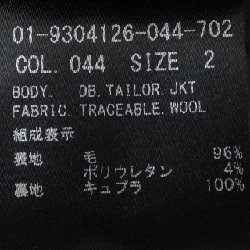 01-9304126-044-702
COL. 044 SIZE 2
BODY. DB.TAILOR.JKT
FABRIC. TRACEABLE.WOOL
組成表示
表地 毛 96%
ポリウレタン 4%
裏地 キュプラ 100%